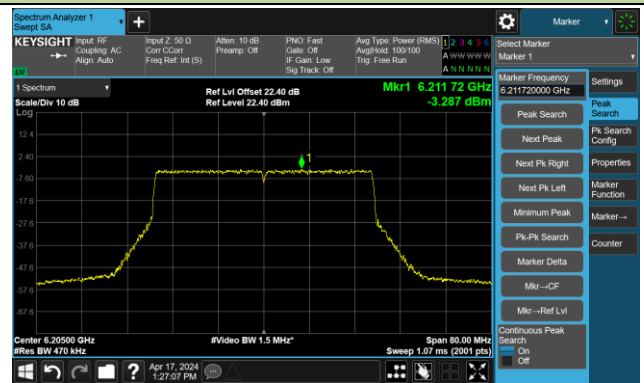 Spectrum Analyzer 1
Swept SA
Marker
KEYSIGHT
Input: RF
Coupling: AC
Align: Auto
Input Z: 50 Ω
Corr CCorr
Freq Ref: Int (S)
Atten: 10 dB
Preamp: Off
PNO: Fast
Gate: Off
IF Gain: Low
Sig Track: Off
Avg Type: Power (RMS)
Avg|Hold: 100/100
Trig: Free Run
1 2 3 4 5 6
A W W W W W
A N N N N N
Select Marker
Marker 1
1 Spectrum
Scale/Div 10 dB
Log
Ref Lvl Offset 22.40 dB
Ref Level 22.40 dBm
Mkr1 6.211 72 GHz
-3.287 dBm
12.4
2.40
-7.60
-17.6
-27.6
-37.6
-47.6
-57.6
-67.6
1
Center 6.20500 GHz
#Res BW 470 kHz
#Video BW 1.5 MHz*
Span 80.00 MHz
Sweep 1.07 ms (2001 pts)
Marker Frequency
6.211720000 GHz
Peak Search
Next Peak
Next Pk Right
Next Pk Left
Minimum Peak
Pk-Pk Search
Marker Delta
Mkr→CF
Mkr→Ref Lvl
Continuous Peak
Search
On
Off
Settings
Peak
Search
Pk Search
Config
Properties
Marker
Function
Marker→
Counter
Apr 17, 2024
1:27:07 PM